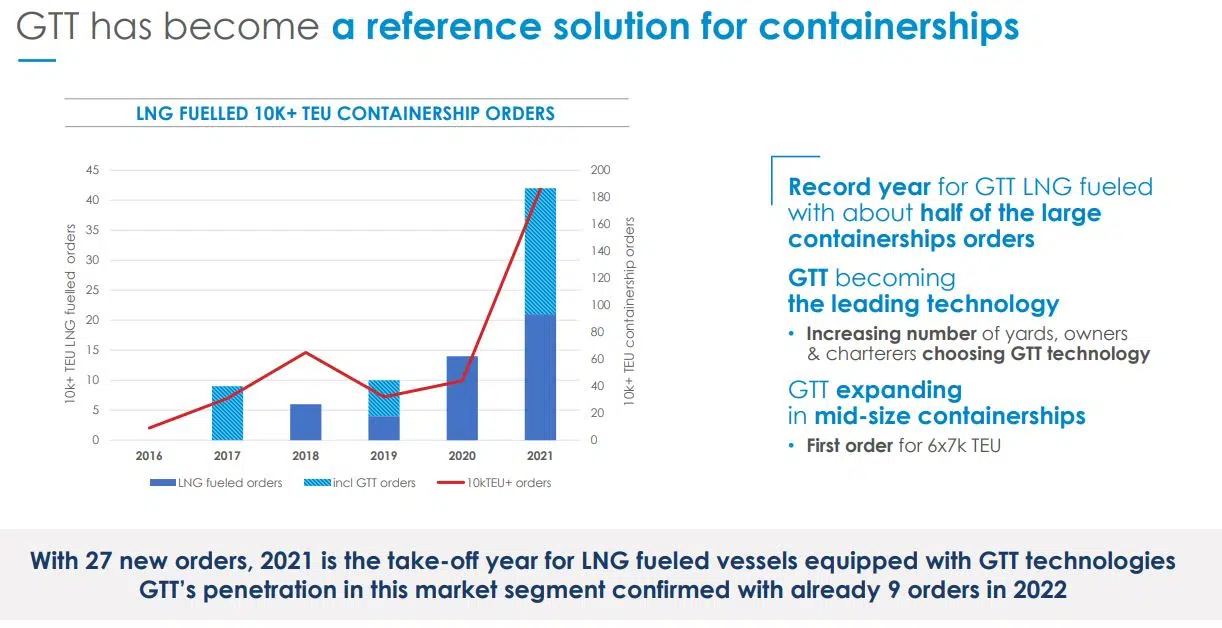 GTT has become a reference solution for containerships
LNG FUELLED 10K+ TEU CONTAINERSHIP ORDERS
10k+ TEU LNG fuelled orders
45
40
35
30
25
20
15
10
5
0
200
180
160
140
120
100
80
60
40
20
0
10k+ TEU containership orders
2016 2017 2018 2019 2020 2021
LNG fueled orders incl GTT orders 10kTEU+ orders
Record year for GTT LNG fueled
with about half of the large
containerships orders
GTT becoming
the leading technology
• Increasing number of yards, owners
& charterers choosing GTT technology
GTT expanding
in mid-size containerships
• First order for 6x7k TEU
With 27 new orders, 2021 is the take-off year for LNG fueled vessels equipped with GTT technologies
GTT’s penetration in this market segment confirmed with already 9 orders in 2022